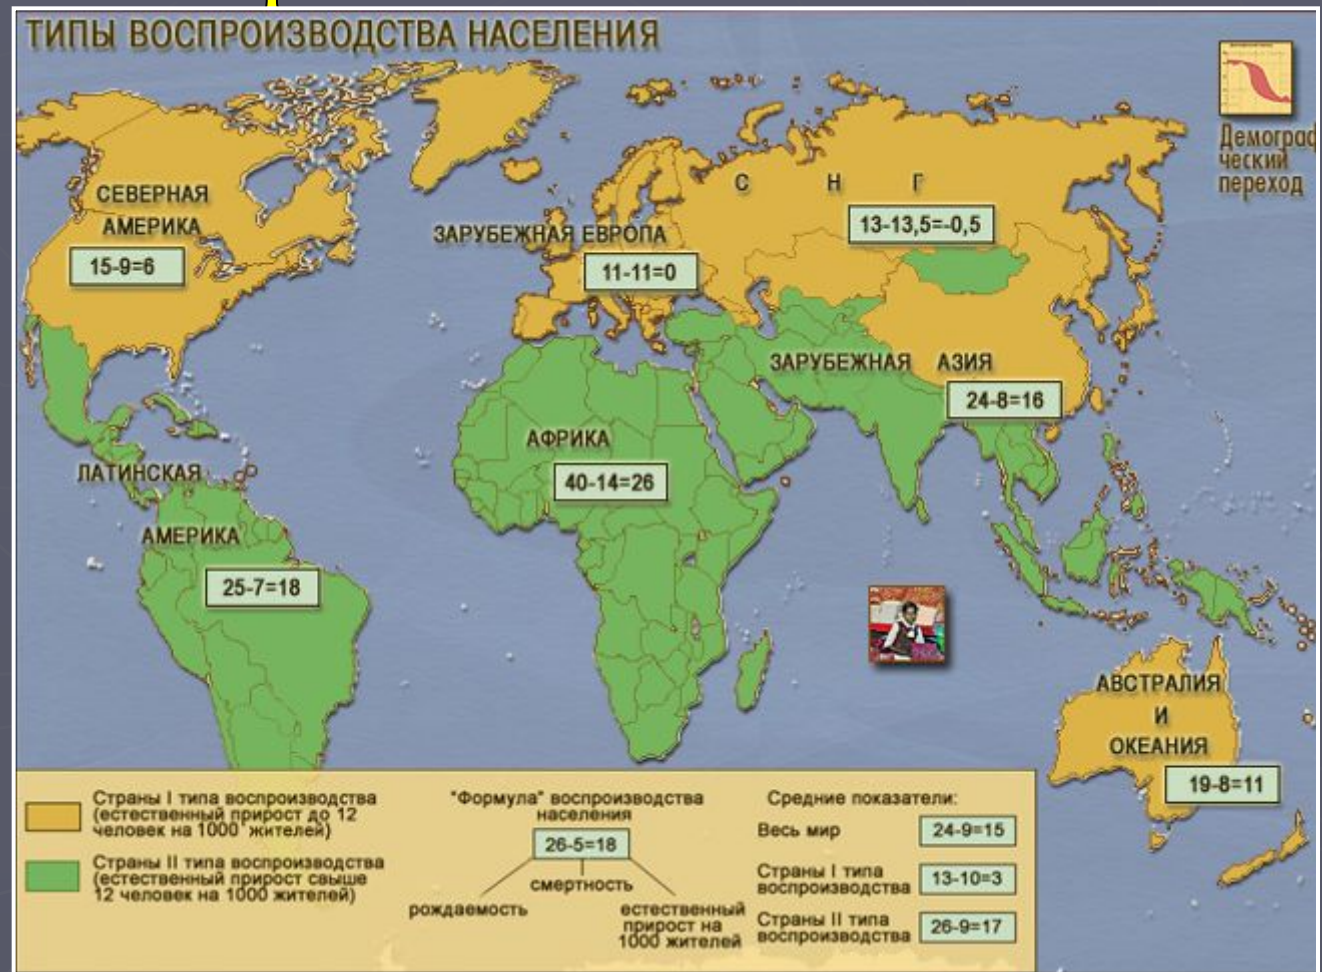 ТИПЫ ВОСПРОИЗВОДСТВА НАСЕЛЕНИЯ
Демограф
ческий
переход
СЕВЕРНАЯ
АМЕРИКА
15-9=6
ЗАРУБЕЖНАЯ ЕВРОПА
11-11=0
С Н Г
13-13,5=-0,5
ЗАРУБЕЖНАЯ АЗИЯ
24-8=16
АФРИКА
40-14=26
ЛАТИНСКАЯ
АМЕРИКА
25-7=18
АВСТРАЛИЯ
И
ОКЕАНИЯ
19-8=11
Страны I типа воспроизводства
(естественный прирост до 12
человек на 1000 жителей)
Страны II типа воспроизводства
(естественный прирост свыше
12 человек на 1000 жителей)
"Формула" воспроизводства
населения
26-5=18
смертность
рождаемость
естественный
прирост на
1000 жителей
Средние показатели:
Весь мир
24-9=15
Страны I типа
воспроизводства
13-10=3
Страны II типа
воспроизводства
26-9=17